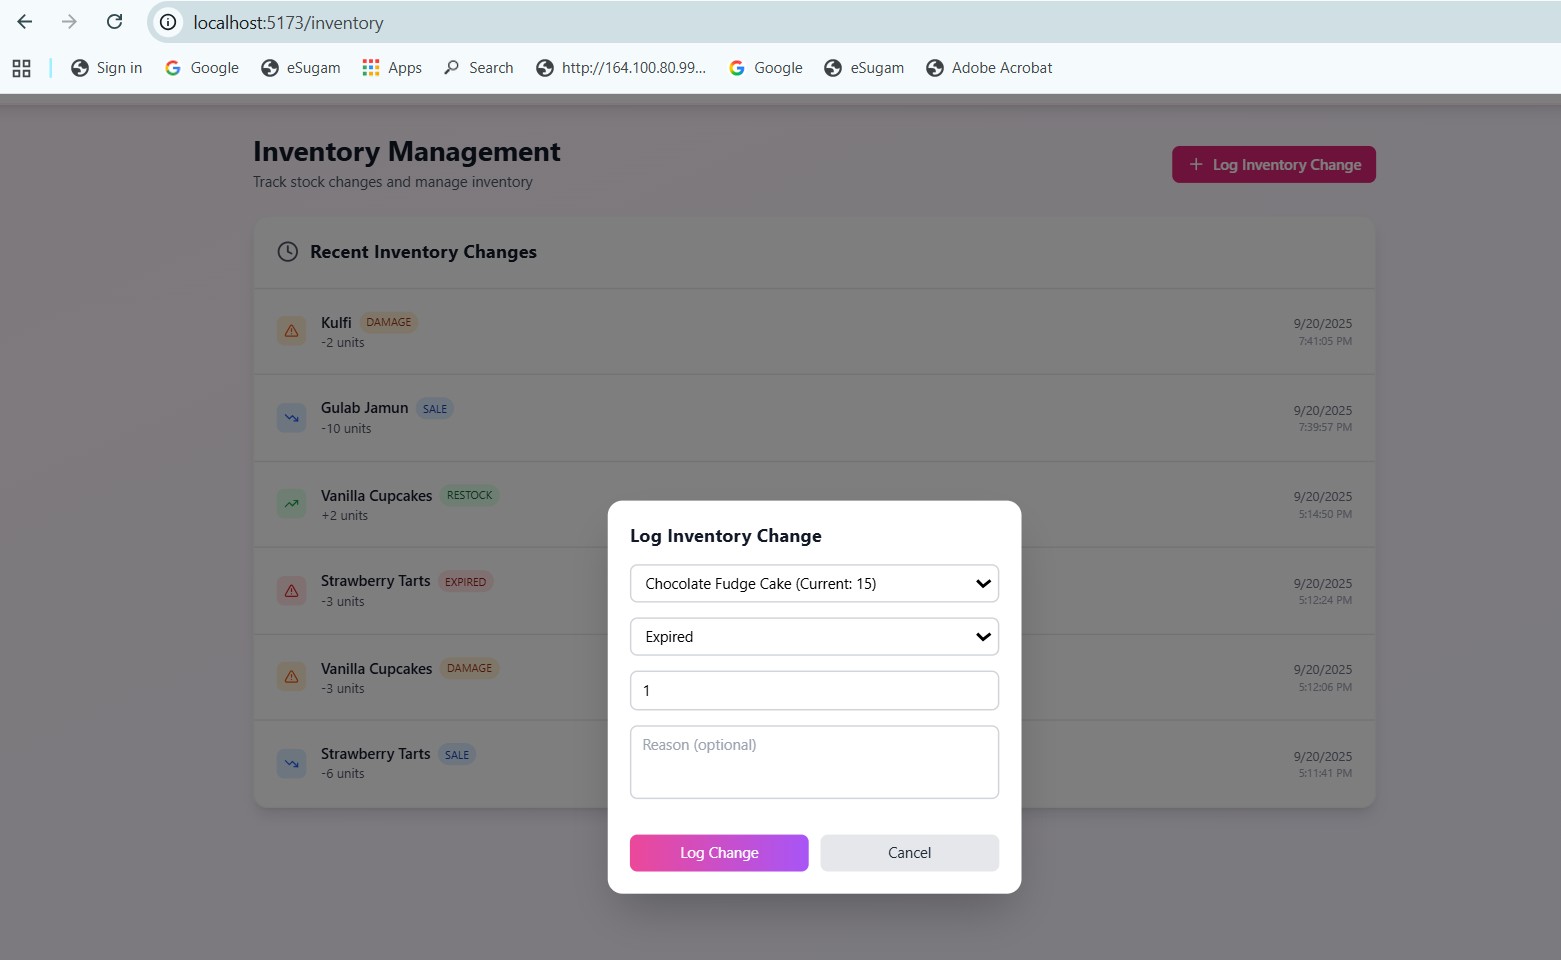 localhost:5173/inventory
Sign in Google eSugam Apps Search http://164.100.80.99... Google eSugam Adobe Acrobat
Inventory Management
Track stock changes and manage inventory
+ Log Inventory Change
Recent Inventory Changes
Kulfi DAMAGE
-2 units
9/20/2025
7:41:05 PM
Gulab Jamun SALE
-10 units
9/20/2025
7:39:57 PM
Vanilla Cupcakes RESTOCK
+2 units
9/20/2025
5:14:50 PM
Strawberry Tarts EXPIRED
-3 units
9/20/2025
5:12:24 PM
Vanilla Cupcakes DAMAGE
-3 units
9/20/2025
5:12:06 PM
Strawberry Tarts SALE
-6 units
9/20/2025
5:11:41 PM
Log Inventory Change
Chocolate Fudge Cake (Current: 15)
Expired
1
Reason (optional)
Log Change
Cancel